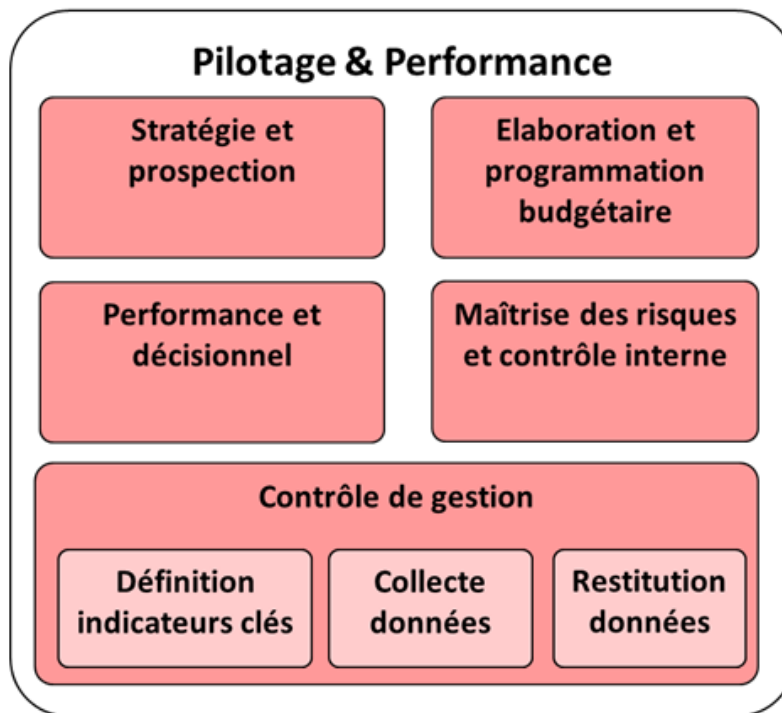 Pilotage & Performance
Stratégie et
prospection
Elaboration et
programmation
budgétaire
Performance et
décisionnel
Maîtrise des risques
et contrôle interne
Contrôle de gestion
Définition
indicateurs clés
Collecte
données
Restitution
données